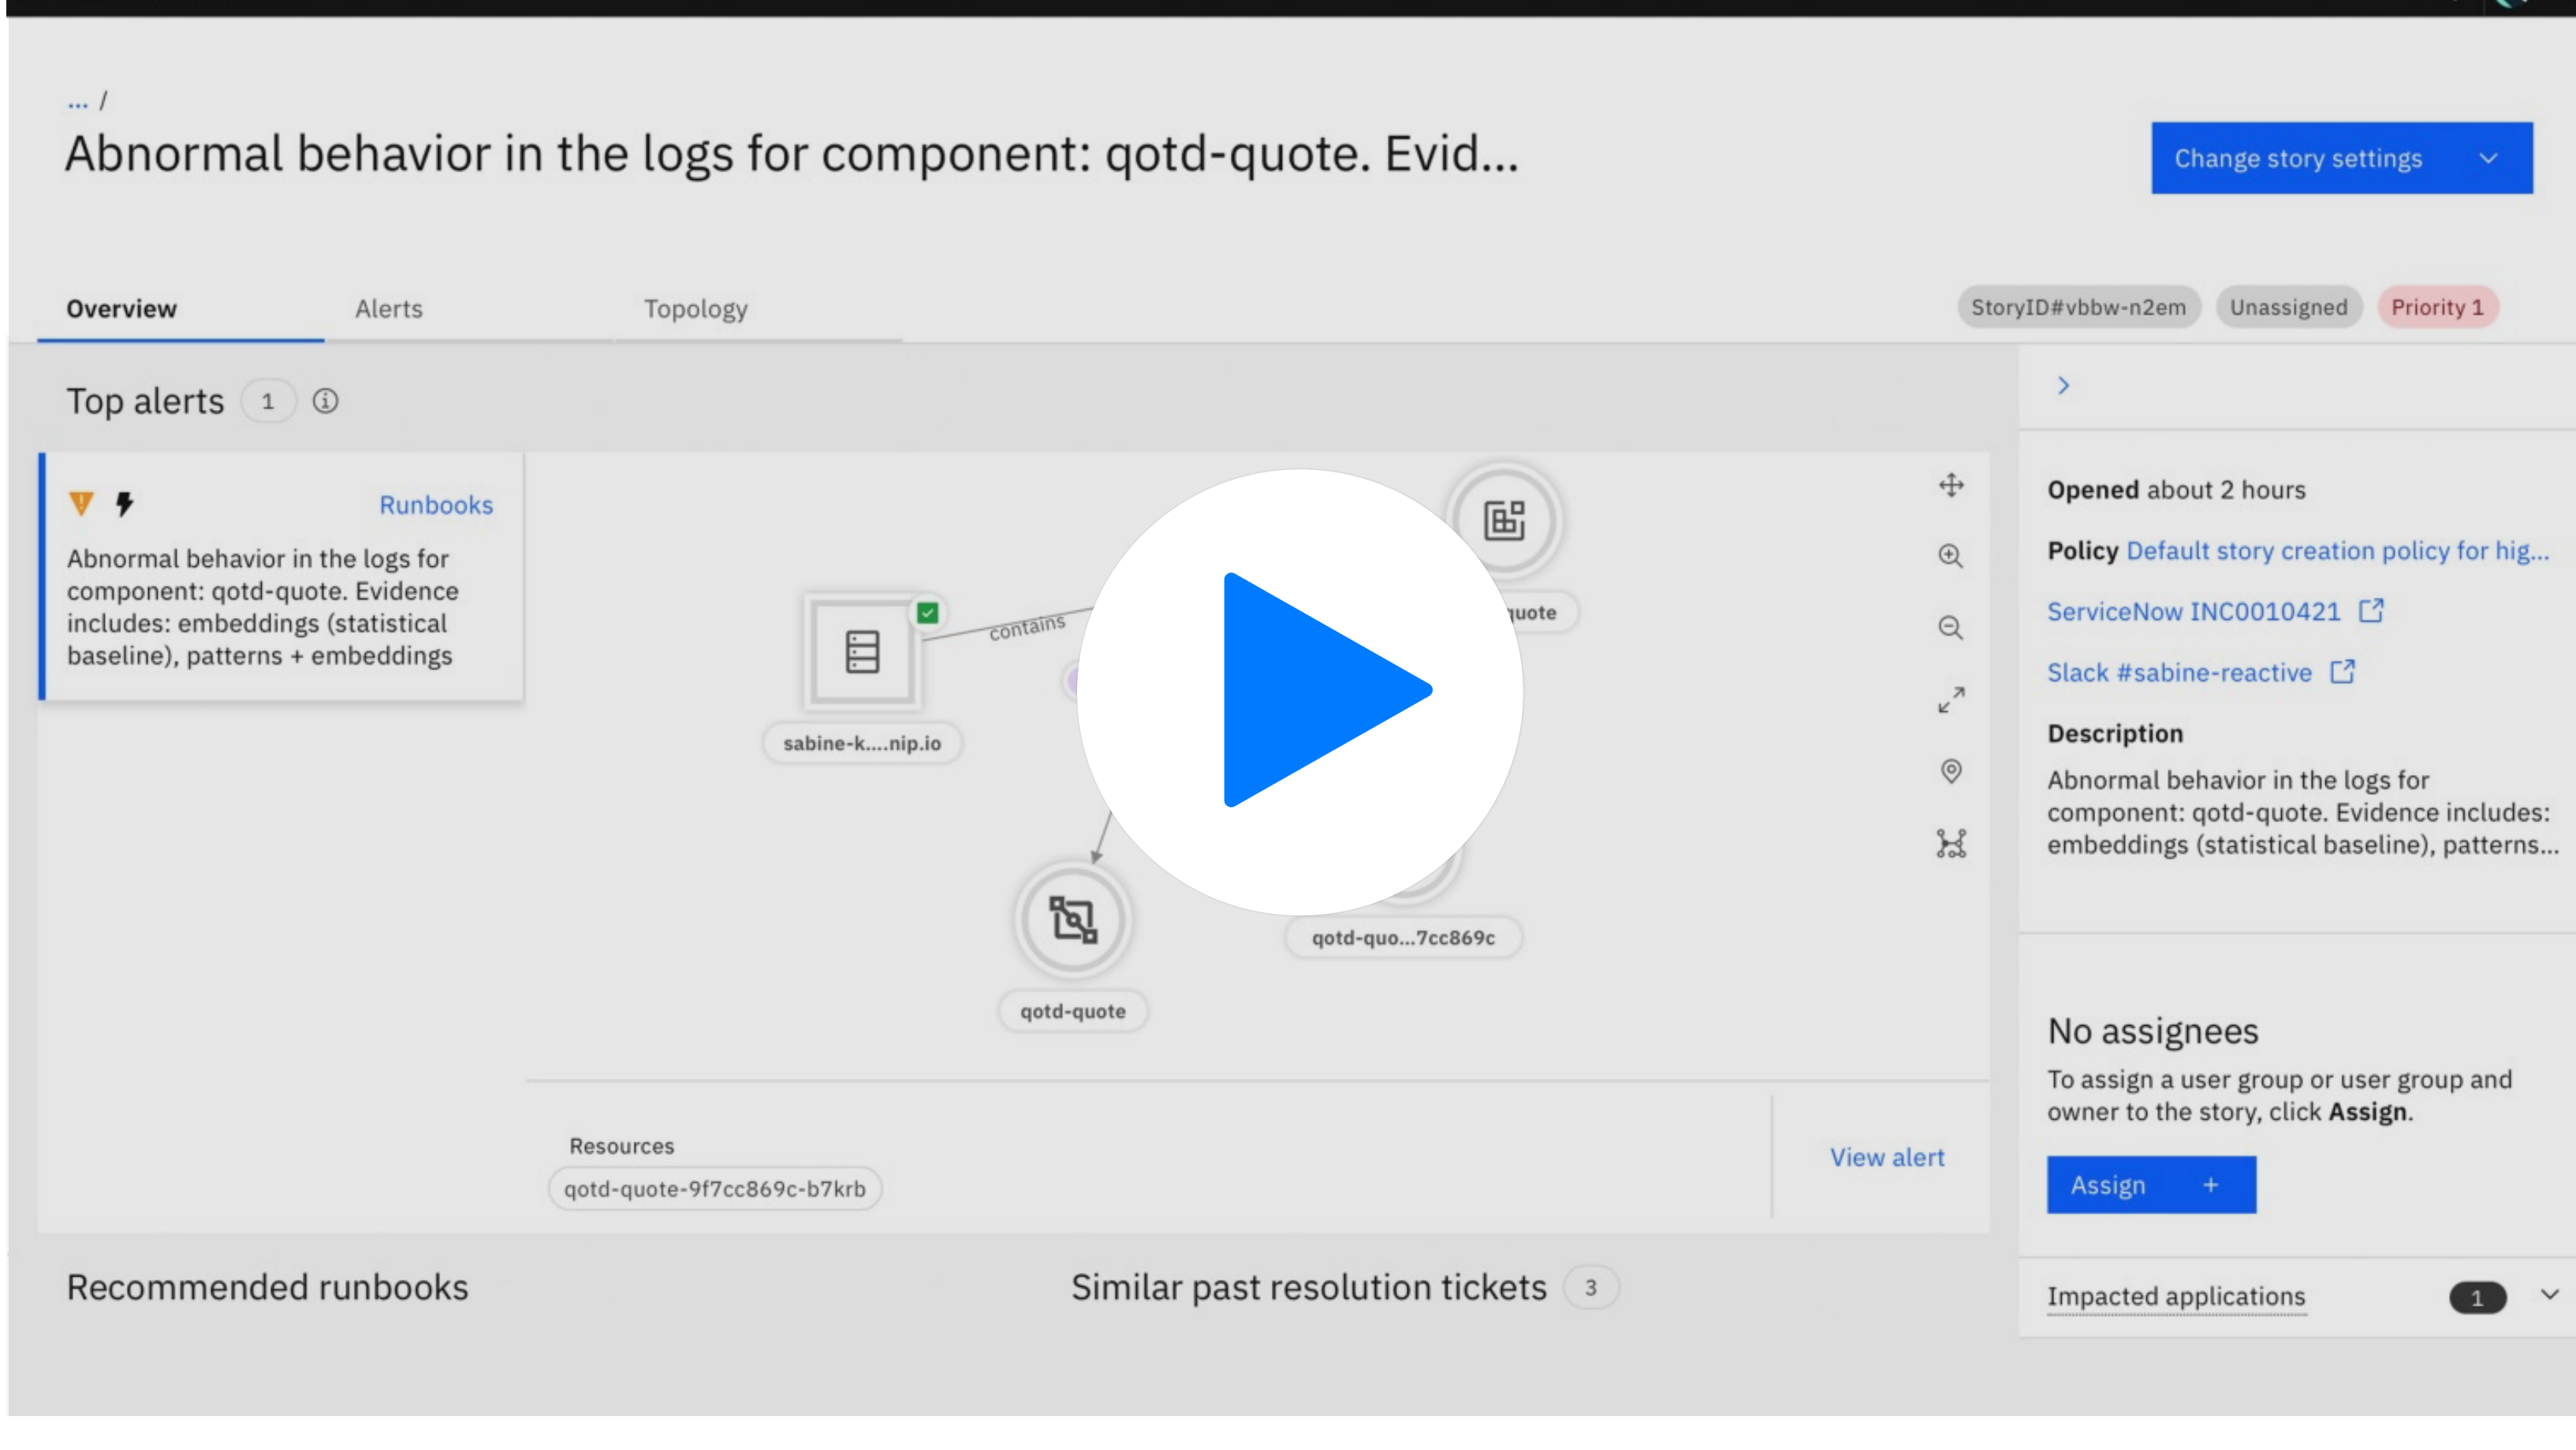 ... /
Abnormal behavior in the logs for component: qotd-quote. Evid...
Change story settings
Overview
Alerts
Topology
StoryID#vbbw-n2em
Unassigned
Priority 1
Top alerts 1
Runbooks
Abnormal behavior in the logs for
component: qotd-quote. Evidence
includes: embeddings (statistical
baseline), patterns + embeddings
contains
sabine-k....nip.io
qotd-quo...7cc869c
qotd-quote
Resources
qotd-quote-9f7cc869c-b7krb
View alert
Opened about 2 hours
Policy Default story creation policy for hig...
ServiceNow INC0010421
Slack #sabine-reactive
Description
Abnormal behavior in the logs for
component: qotd-quote. Evidence includes:
embeddings (statistical baseline), patterns...
No assignees
To assign a user group or user group and
owner to the story, click Assign.
Assign +
Recommended runbooks
Similar past resolution tickets 3
Impacted applications 1